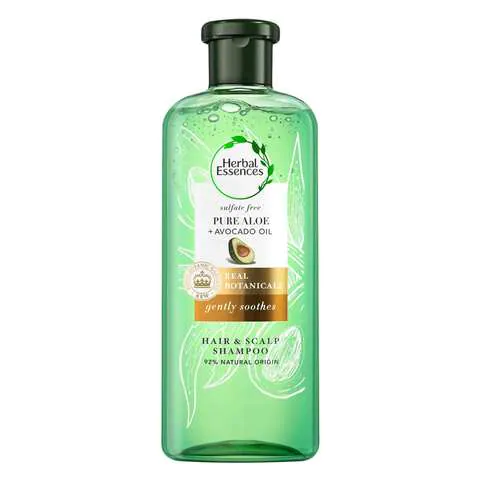 Herbal
Essences
sulfate free
PURE ALOE
+ AVOCADO OIL
REAL
BOTANICALS
gently soothes
HAIR & SCALP
SHAMPOO
92% NATURAL ORIGIN